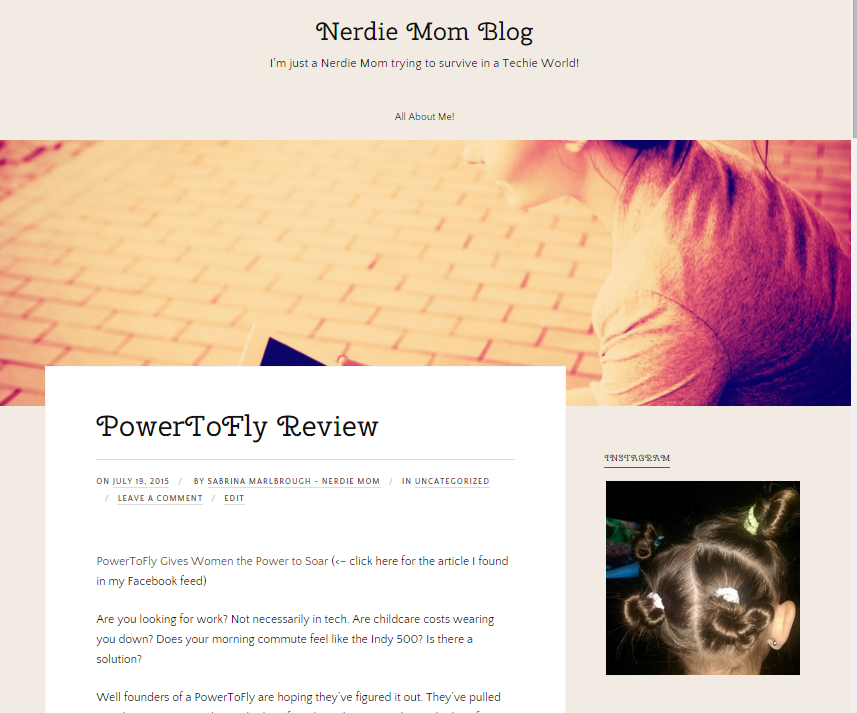 Nerdie Mom Blog
I'm just a Nerdie Mom trying to survive in a Techie World!
All About Me!
PowerToFly Review
ON JULY 19, 2015 / BY SABRINA MARLBROUGH - NERDIE MOM / IN UNCATEGORIZED
/ LEAVE A COMMENT / EDIT
INSTAGRAM
PowerToFly Gives Women the Power to Soar (<– click here for the article I found
in my Facebook feed)
Are you looking for work? Not necessarily in tech. Are childcare costs wearing
you down? Does your morning commute feel like the Indy 500? Is there a
solution?
Well founders of a PowerToFly are hoping they've figured it out. They've pulled